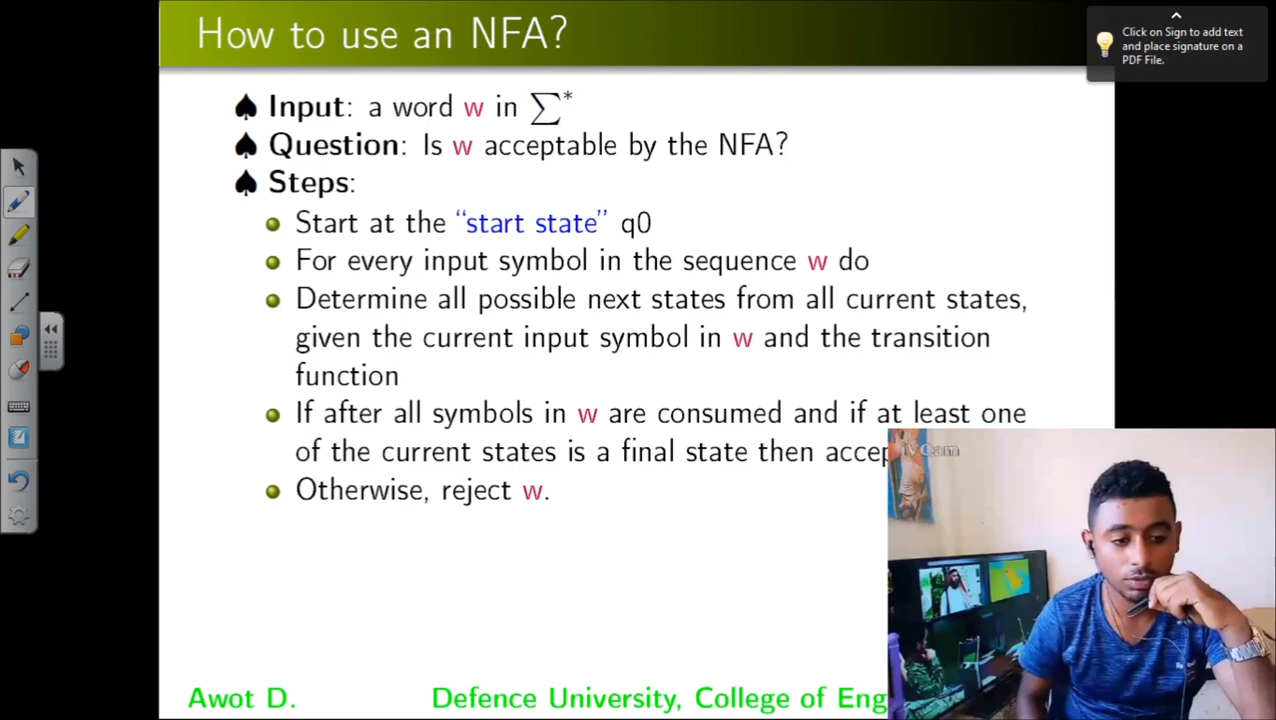 How to use an NFA?
Click on Sign to add text
and place signature on a
PDF File.
♠ Input: a word w in ∑*
♠ Question: Is w acceptable by the NFA?
♠ Steps:
Start at the “start state” q0
For every input symbol in the sequence w do
Determine all possible next states from all current states,
given the current input symbol in w and the transition
function
If after all symbols in w are consumed and if at least one
of the current states is a final state then accep
Otherwise, reject w.
iVCam
Awot D. Defence University, College of Eng